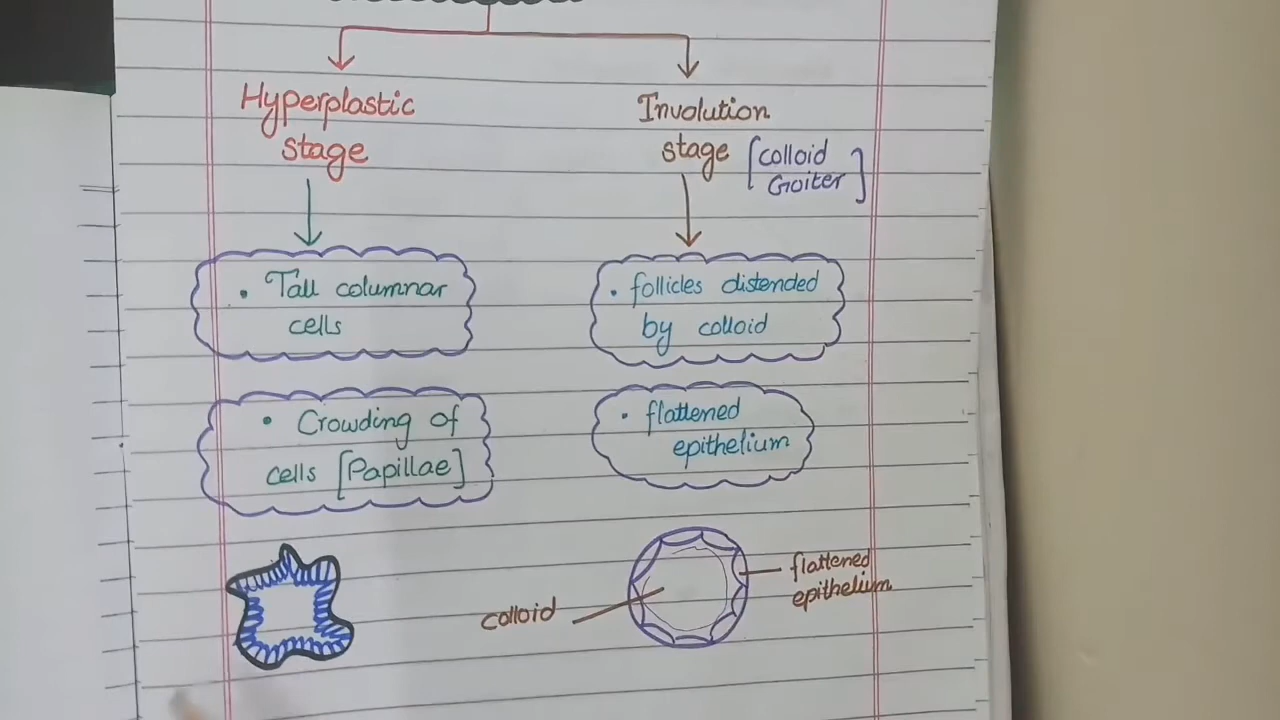 Hyperplastic
stage
Involution
stage [colloid
Goiter]
• Tall columnar
cells
• follicles distended
by colloid
• Crowding of
cells [Papillae]
• flattened
epithelium
colloid
flattened
epithelium